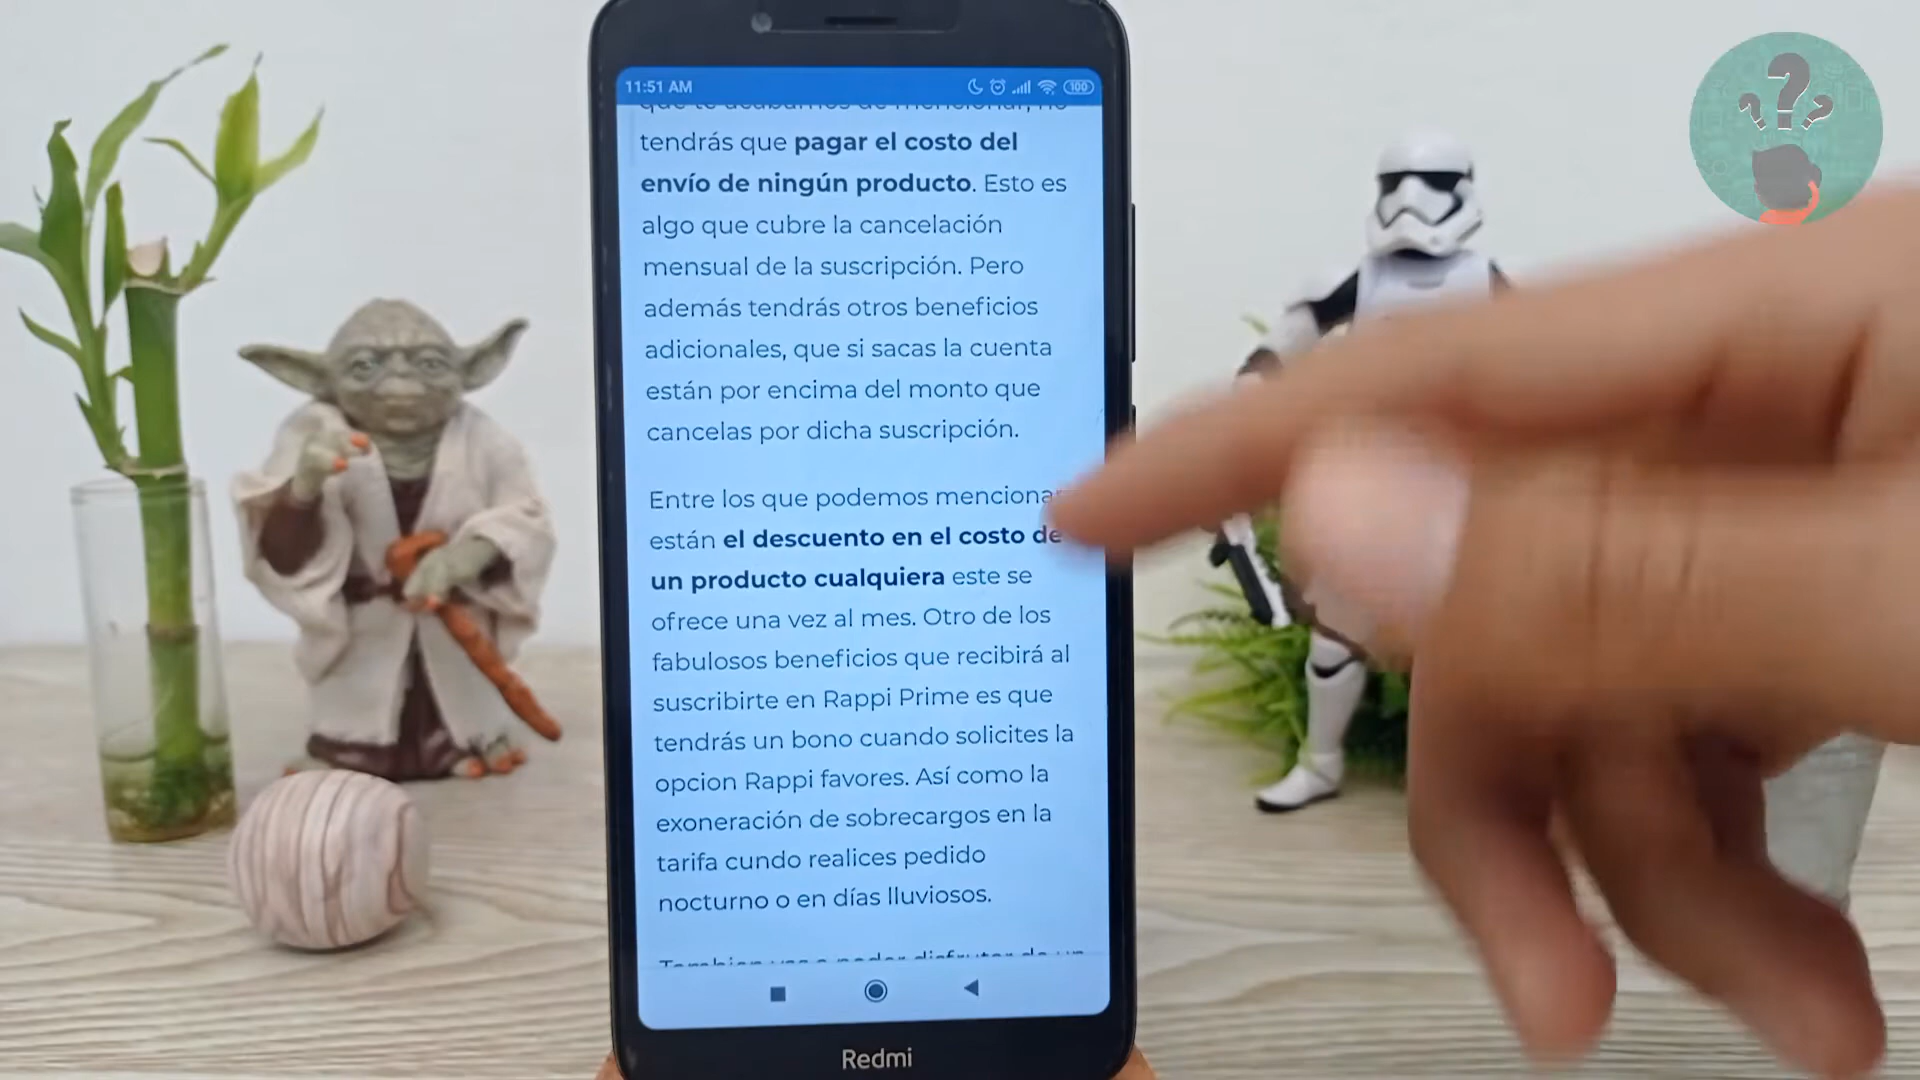 11:51 AM
100
tendrás que pagar el costo del
envío de ningún producto. Esto es
algo que cubre la cancelación
mensual de la suscripción. Pero
además tendrás otros beneficios
adicionales, que si sacas la cuenta
están por encima del monto que
cancelas por dicha suscripción.
Entre los que podemos mencionar
están el descuento en el costo de
un producto cualquiera este se
ofrece una vez al mes. Otro de los
fabulosos beneficios que recibirá al
suscribirte en Rappi Prime es que
tendrás un bono cuando solicites la
opcion Rappi favores. Así como la
exoneración de sobrecargos en la
tarifa cundo realices pedido
nocturno o en días lluviosos.
Redmi